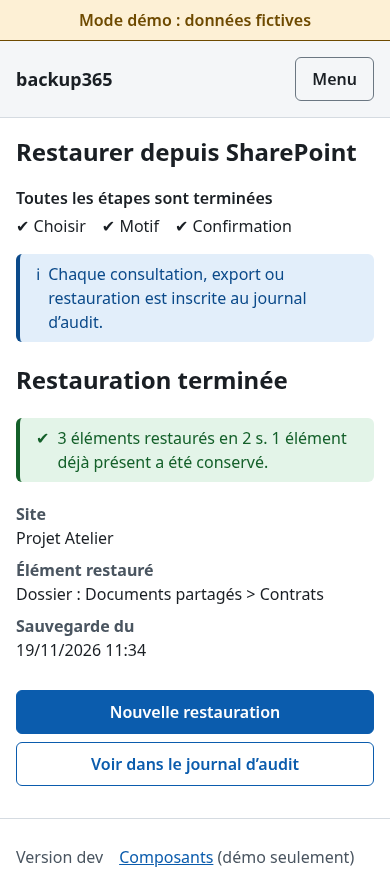 Mode démo : données fictives
backup365
Menu
Restaurer depuis SharePoint
Toutes les étapes sont terminées
✔ Choisir ✔ Motif ✔ Confirmation
i Chaque consultation, export ou
restauration est inscrite au journal
d’audit.
Restauration terminée
✔ 3 éléments restaurés en 2 s. 1 élément
déjà présent a été conservé.
Site
Projet Atelier
Élément restauré
Dossier : Documents partagés > Contrats
Sauvegarde du
19/11/2026 11:34
Nouvelle restauration
Voir dans le journal d’audit
Version dev Composants (démo seulement)